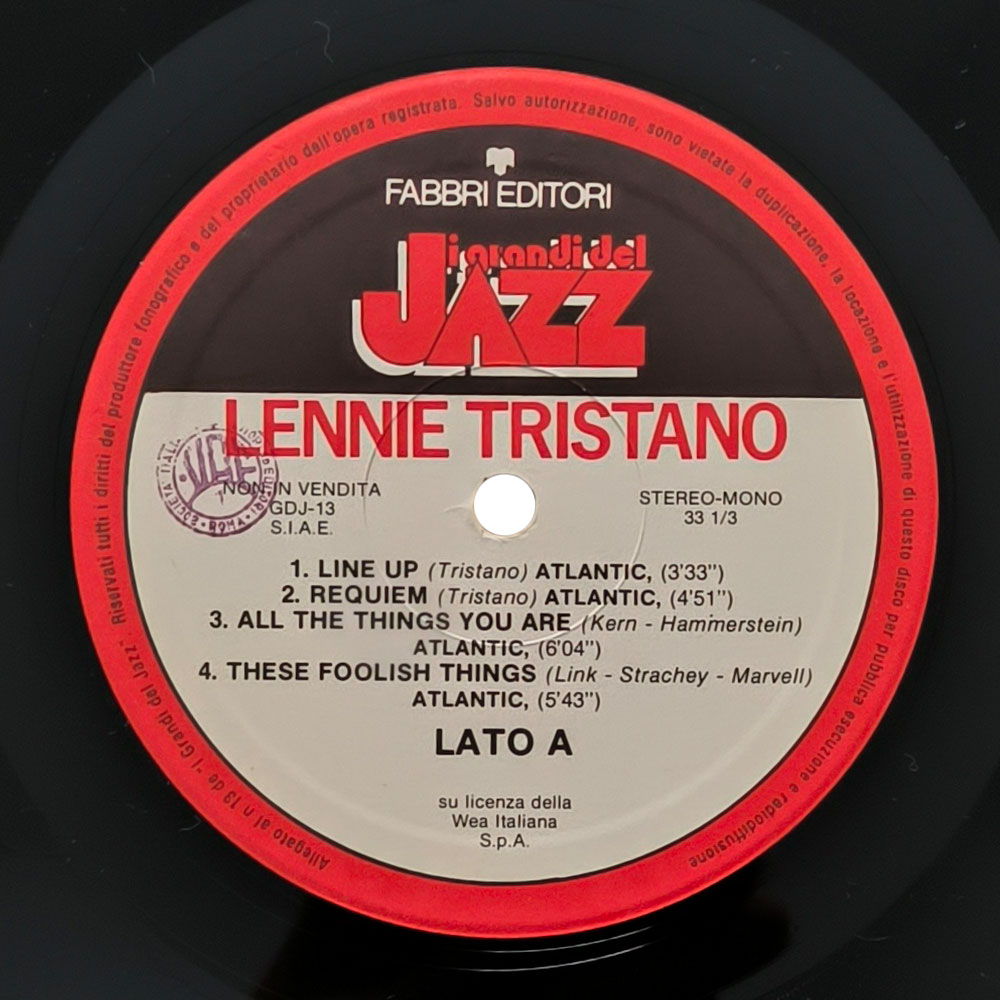 Allegato al n 13 de "I Grandi del Jazz". Riservati tutti i diritti del produttore fonografico e del proprietario dell'opera registrata. Salvo autorizzazione, sono vietate la duplicazione, la locazione e l'utilizzazione di questo disco per pubblica esecuzione e radiodiffusione
FABBRI EDITORI
i grandi del
JAZZ
LENNIE TRISTANO
NON IN VENDITA
GDJ-13
S.I.A.E.
STEREO-MONO
33 1/3
ROMA
1. LINE UP (Tristano) ATLANTIC, (3'33")
2. REQUIEM (Tristano) ATLANTIC, (4'51")
3. ALL THE THINGS YOU ARE (Kern - Hammerstein)
ATLANTIC, (6'04")
4. THESE FOOLISH THINGS (Link - Strachey - Marvell)
ATLANTIC, (5'43")
LATO A
su licenza della
Wea Italiana
S.p.A.